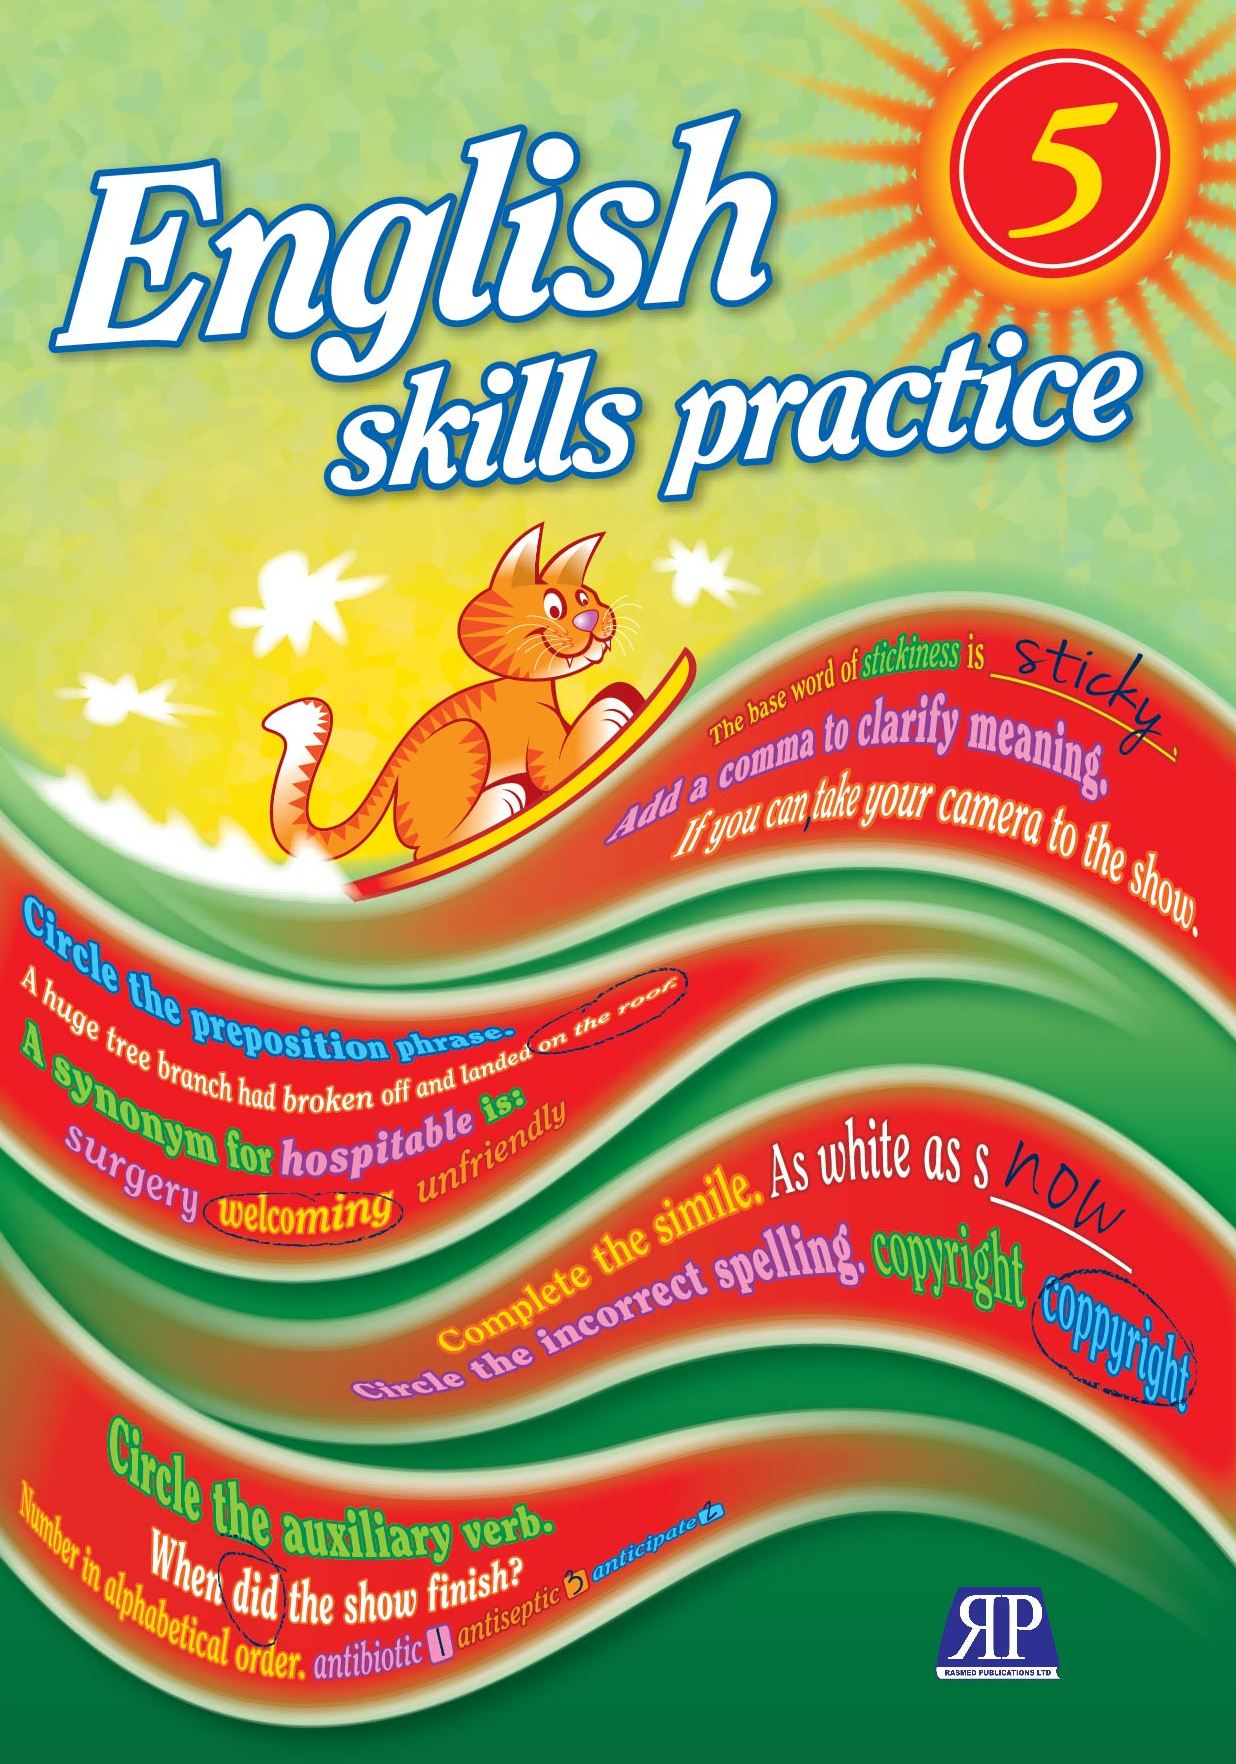 5
English
skills practice
The base word of stickiness is sticky.
Add a comma to clarify meaning.
If you can, take your camera to the show.
Circle the preposition phrase.
A huge tree branch had broken off and landed on the roof.
A synonym for hospitable is:
surgery welcoming unfriendly
Complete the simile. As white as snow
Circle the incorrect spelling. copyright coppyright
Circle the auxiliary verb.
When did the show finish?
Number in alphabetical order. antibiotic 1 antiseptic 3 anticipate 2
RP
RASMED PUBLICATIONS LTD